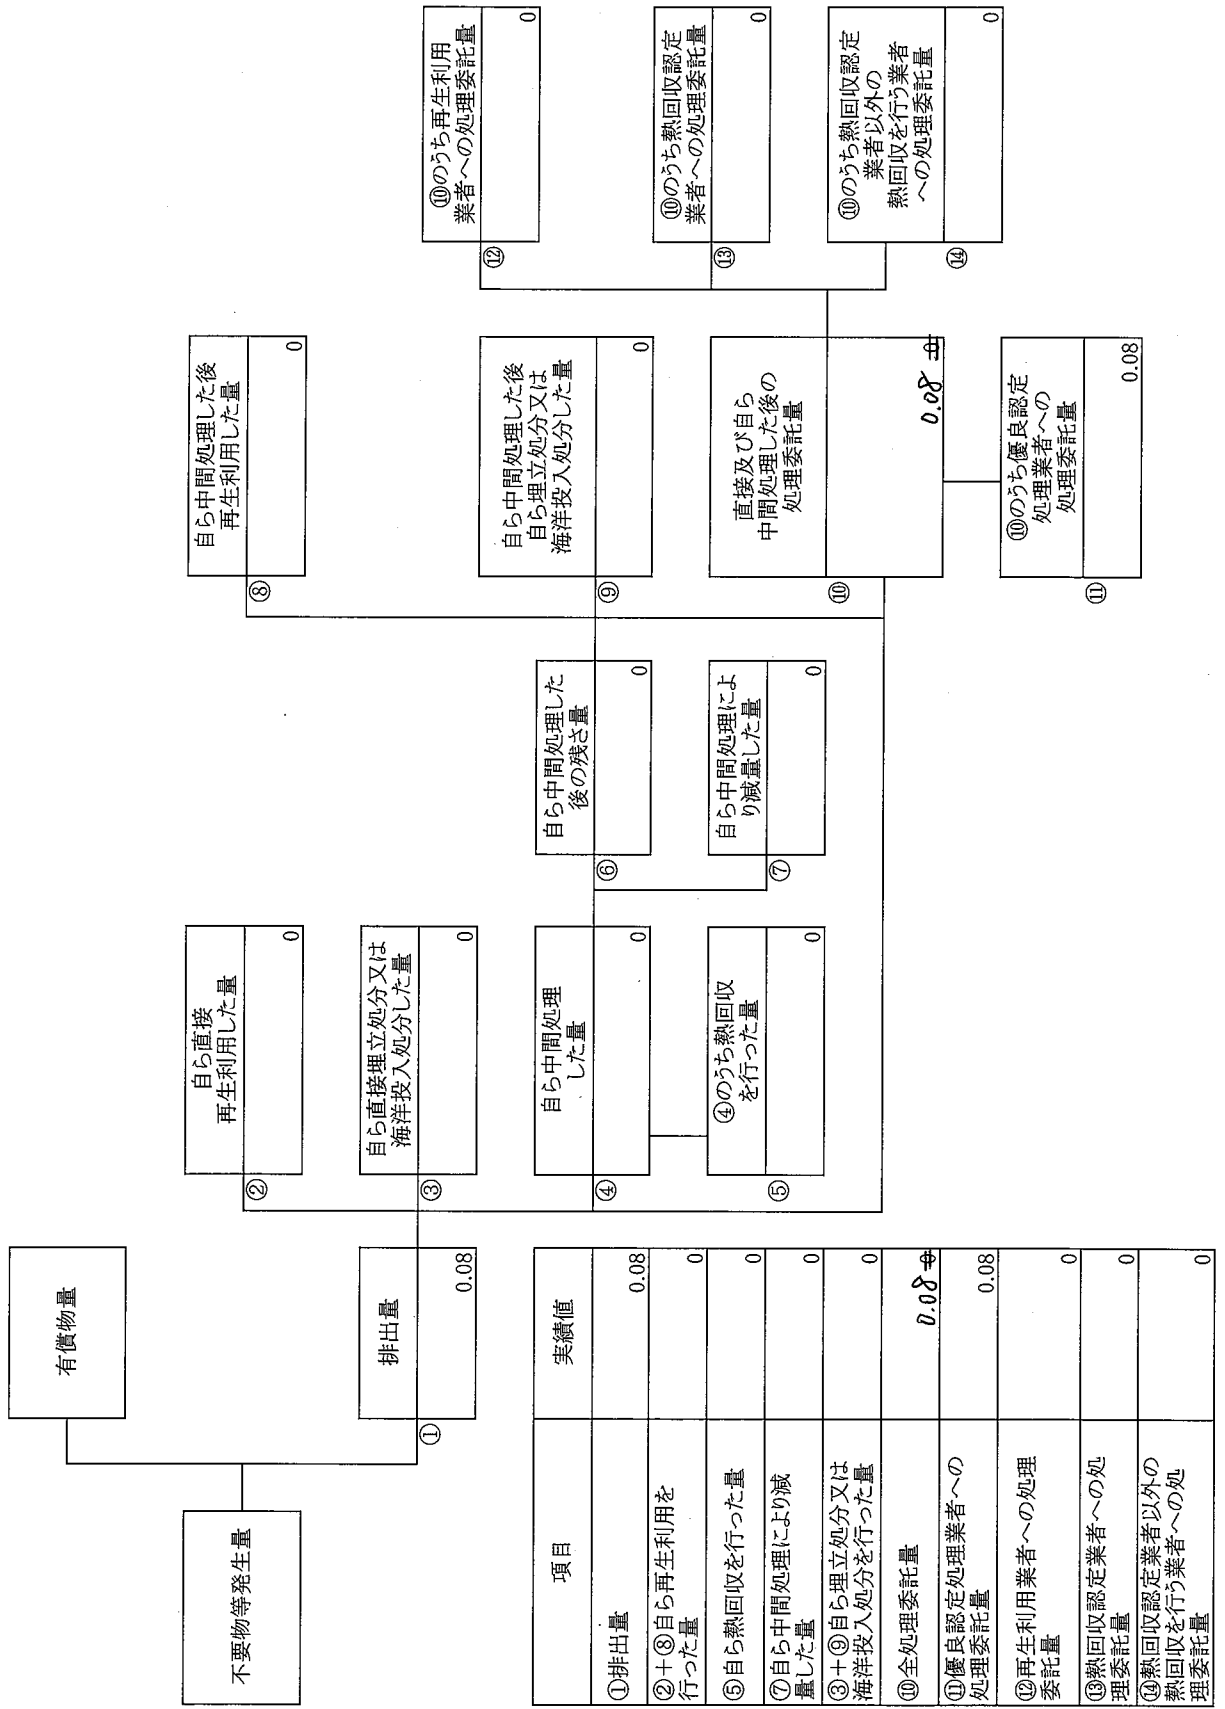 不要物等発生量
有償物量
①
排出量
0.08
②
自ら直接
再生利用した量
0
③
自ら直接埋立処分又は
海洋投入処分した量
0
④
自ら中間処理
した量
0
⑤
④のうち熱回収
を行った量
0
⑥
自ら中間処理した
後の残さ量
0
⑦
自ら中間処理によ
り減量した量
0
⑧
自ら中間処理した後
再生利用した量
0
⑨
自ら中間処理した後
自ら埋立処分又は
海洋投入処分した量
0
⑩
直接及び自ら
中間処理した後の
処理委託量
0.08 0
⑪
⑩のうち優良認定
処理業者への
処理委託量
0.08
⑫
⑩のうち再生利用
業者への処理委託量
0
⑬
⑩のうち熱回収認定
業者への処理委託量
0
⑭
⑩のうち熱回収認定
業者以外の
熱回収を行う業者
への処理委託量
0
項目 実績値
①排出量 0.08
②+⑧自ら再生利用を
行った量 0
⑤自ら熱回収を行った量 0
⑦自ら中間処理により減
量した量 0
③+⑨自ら埋立処分又は
海洋投入処分を行った量 0
⑩全処理委託量 0.08 0
⑪優良認定処理業者への
処理委託量 0.08
⑫再生利用業者への処理
委託量 0
⑬熱回収認定業者への処
理委託量 0
⑭熱回収認定業者以外の
熱回収を行う業者への処
理委託量 0